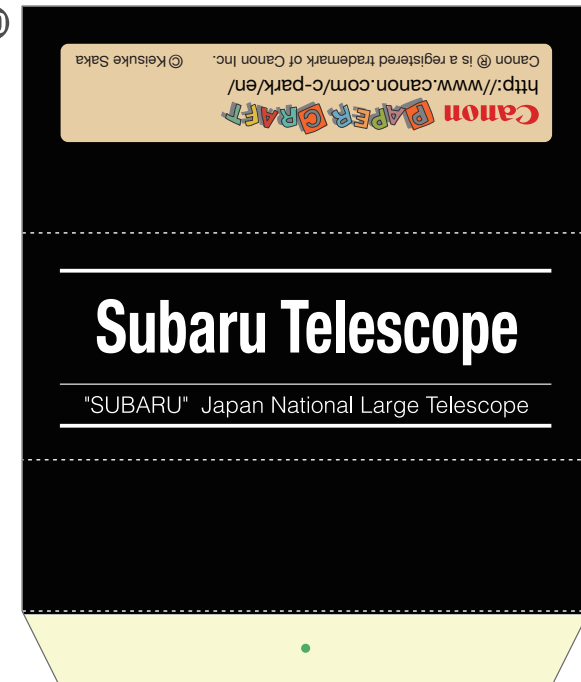 © Keisuke Saka
Canon ® is a registered trademark of Canon Inc.
http://www.canon.com/c-park/en/
Canon PAPER CRAFT
Subaru Telescope
"SUBARU" Japan National Large Telescope